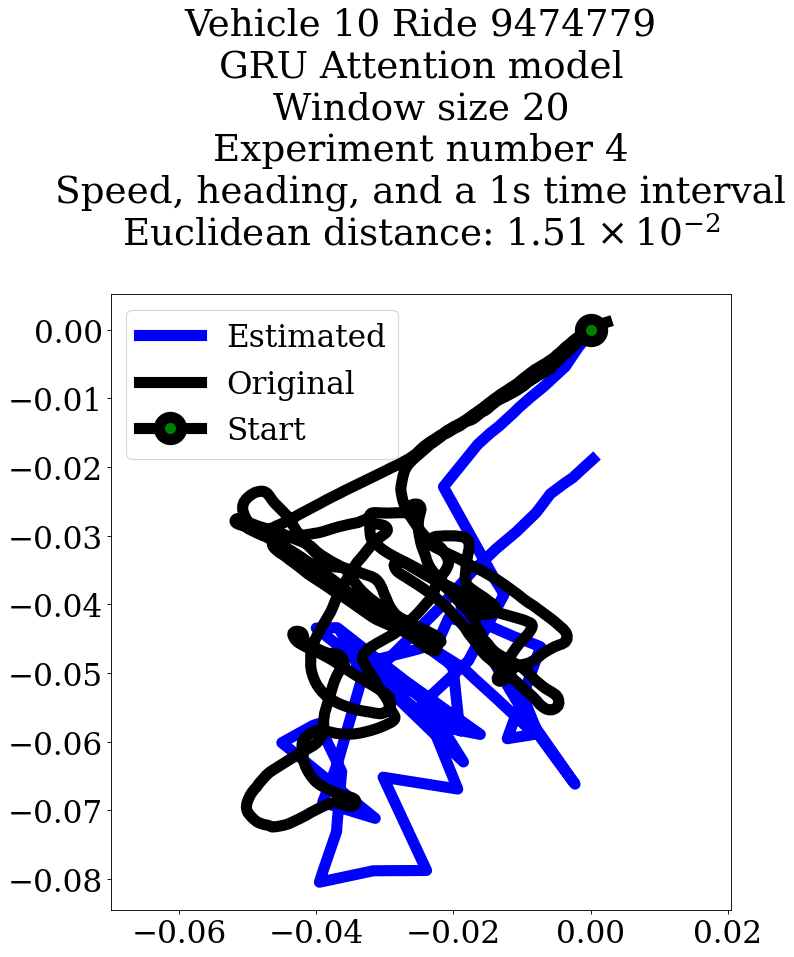 Vehicle 10 Ride 9474779
GRU Attention model
Window size 20
Experiment number 4
Speed, heading, and a 1s time interval
Euclidean distance: 1.51 × 10⁻²
Estimated
Original
Start
0.00
−0.01
−0.02
−0.03
−0.04
−0.05
−0.06
−0.07
−0.08
−0.06
−0.04
−0.02
0.00
0.02